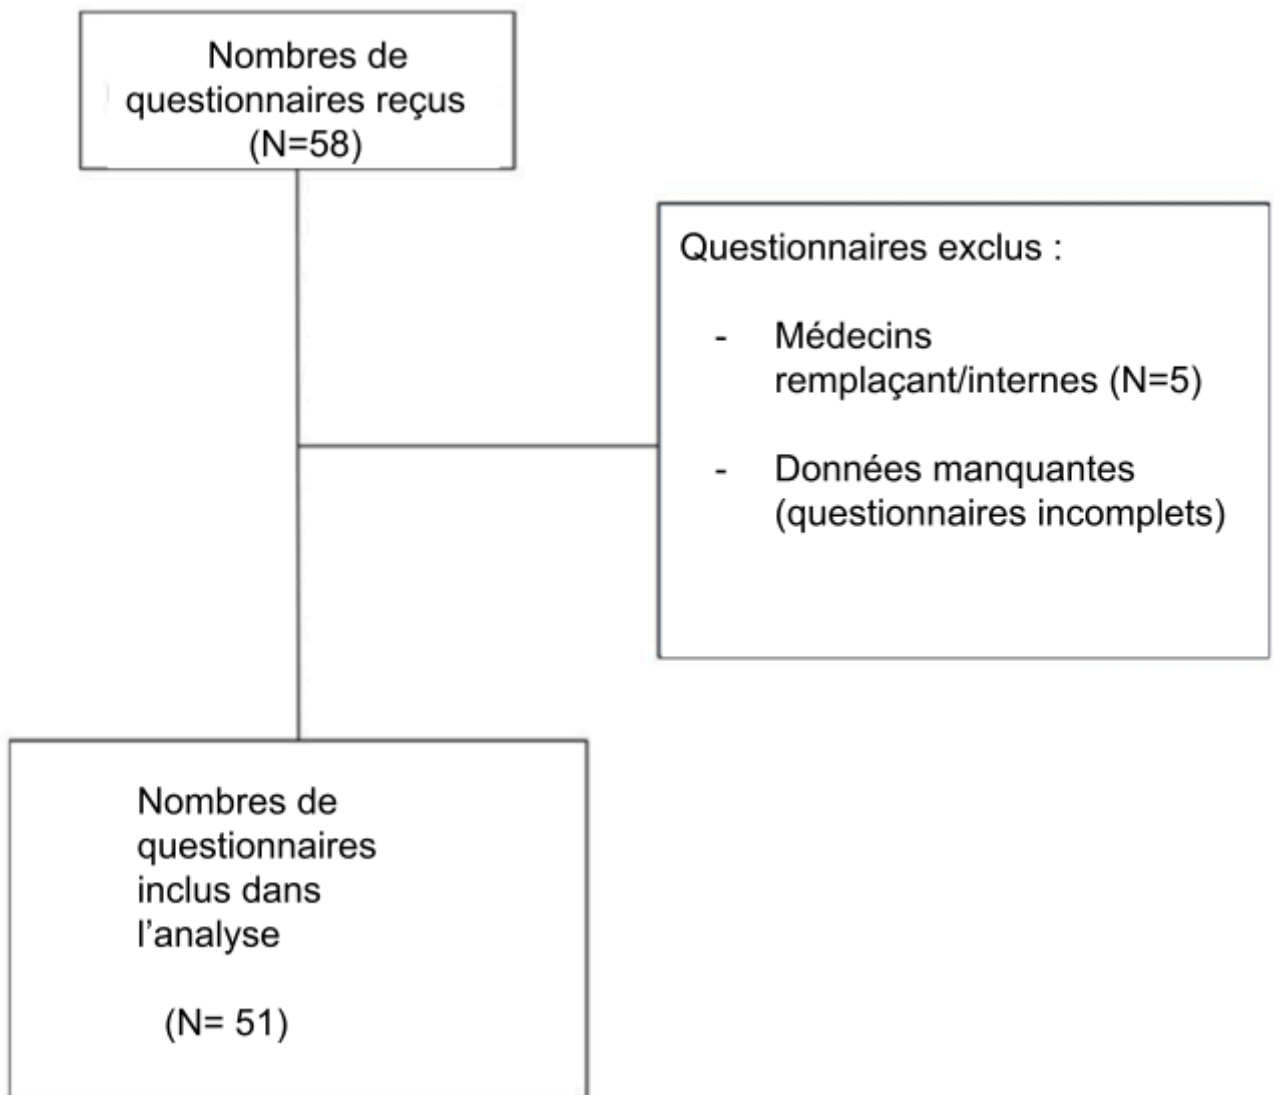 Nombres de
questionnaires reçus
(N=58)
Questionnaires exclus :
- Médecins
remplaçant/internes (N=5)
- Données manquantes
(questionnaires incomplets)
Nombres de
questionnaires
inclus dans
l'analyse
(N= 51)